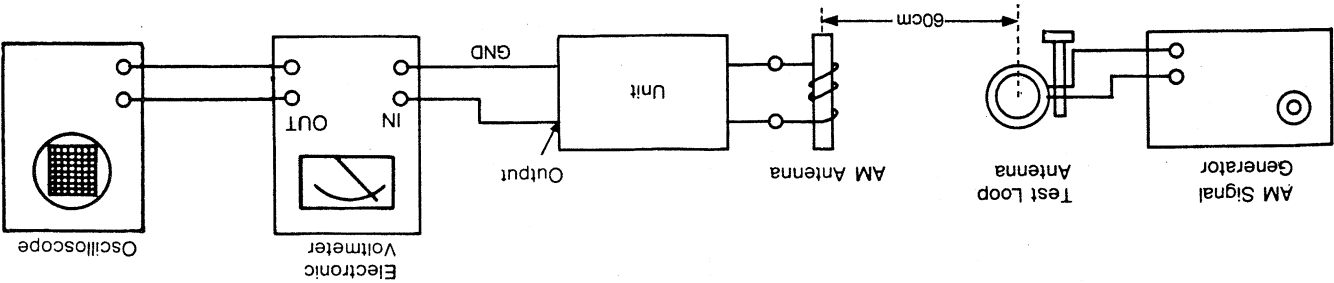 AM Signal
Generator
Test Loop
Antenna
60cm
AM Antenna
Unit
Output
GND
Electronic
Voltmeter
IN
OUT
Oscilloscope